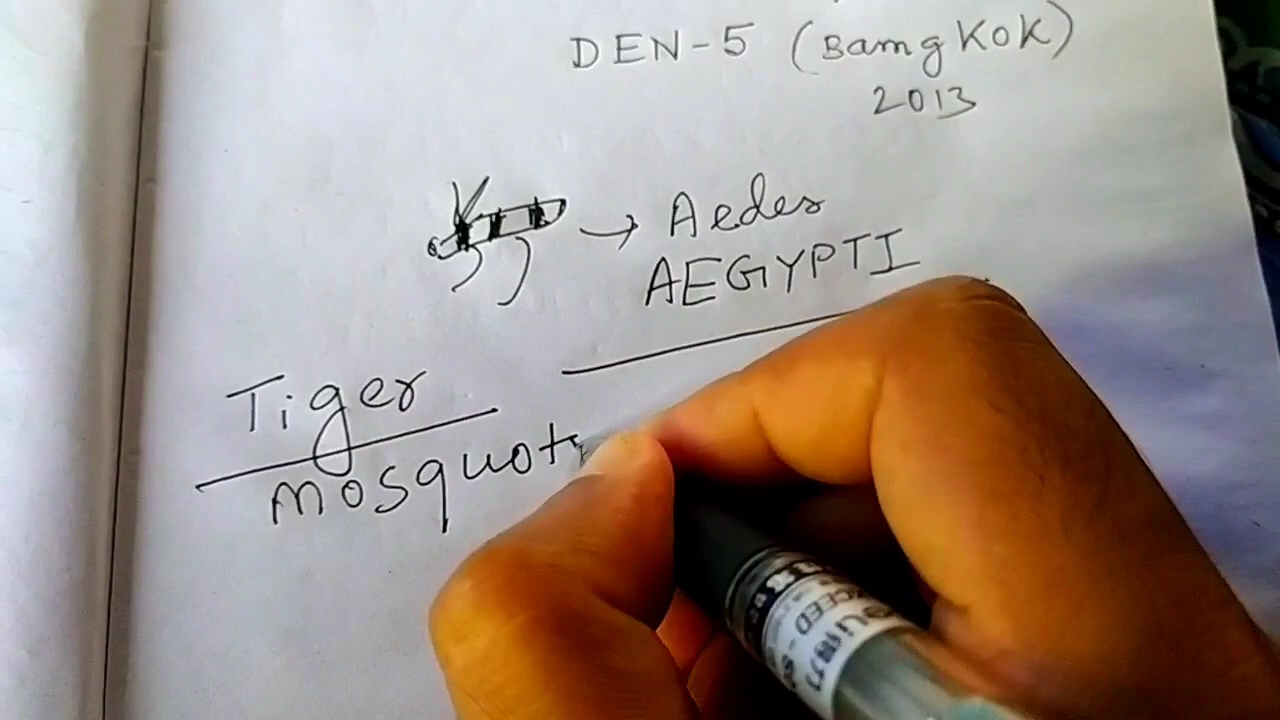 DEN-5 (Bamgkok)
2013
Aedes
AEGYPTI
Tiger
mosquot